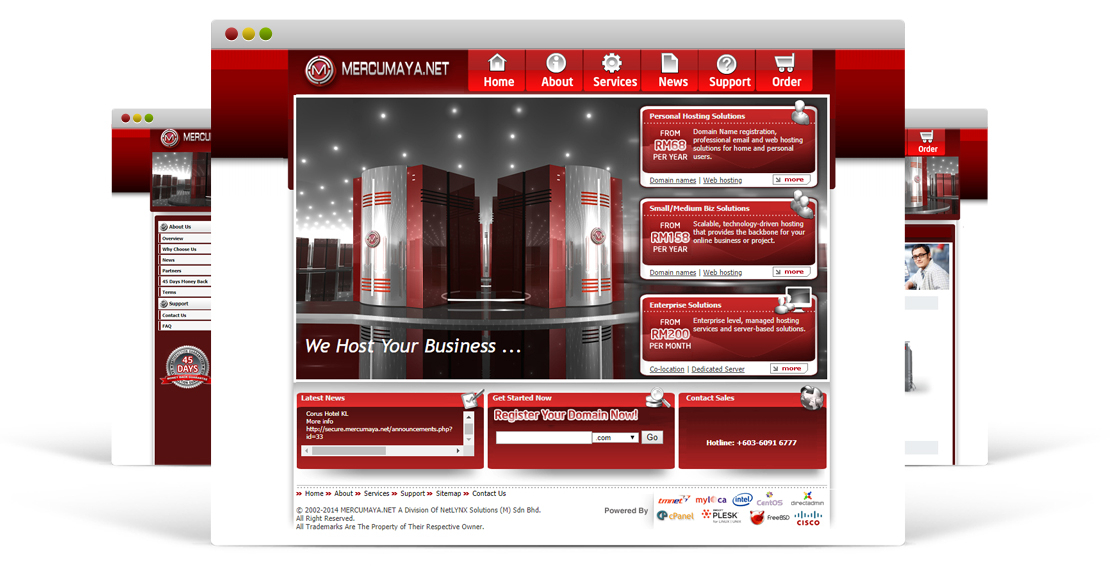 MERCUMAYA.NET
Home
About
Services
News
Support
Order
Personal Hosting Solutions
FROM
RM68
PER YEAR
Domain Name registration,
professional email and web hosting
solutions for home and personal
users.
Domain names | Web hosting
more
Small/Medium Biz Solutions
FROM
RM158
PER YEAR
Scalable, technology-driven hosting
that provides the backbone for your
online business or project.
Domain names | Web hosting
more
Enterprise Solutions
FROM
RM200
PER MONTH
Enterprise level, managed hosting
services and server-based solutions.
Co-location | Dedicated Server
more
We Host Your Business ...
Latest News
Corus Hotel KL
More info
http://secure.mercumaya.net/announcements.php?
id=33
Get Started Now
Register Your Domain Now!
.com
Go
Contact Sales
Hotline: +603-6091 6777
Home
About
Services
Support
Sitemap
Contact Us
© 2002-2014 MERCUMAYA.NET A Division Of NetLYNX Solutions (M) Sdn Bhd.
All Right Reserved.
All Trademarks Are The Property of Their Respective Owner.
Powered By
tmnet
myloca
intel
CentOS
directadmin
cPanel
PLESK
FreeBSD
CISCO
MERCU
About Us
Overview
Why Choose Us
News
Partners
45 Days Money Back
Terms
Support
Contact Us
FAQ
45
DAYS
Order